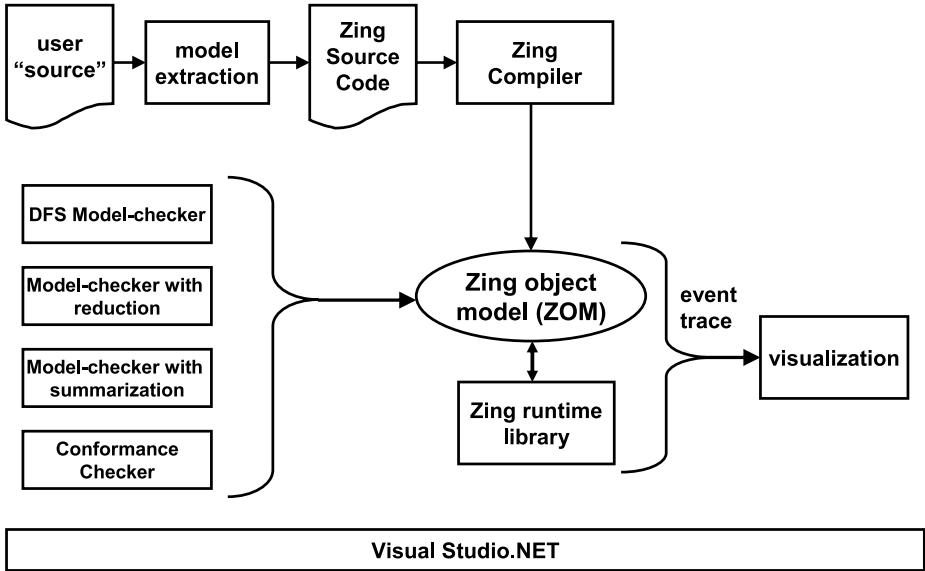 user
“source”
model
extraction
Zing
Source
Code
Zing
Compiler
DFS Model-checker
Model-checker with
reduction
Model-checker with
summarization
Conformance
Checker
Zing object
model (ZOM)
Zing runtime
library
event
trace
visualization
Visual Studio.NET